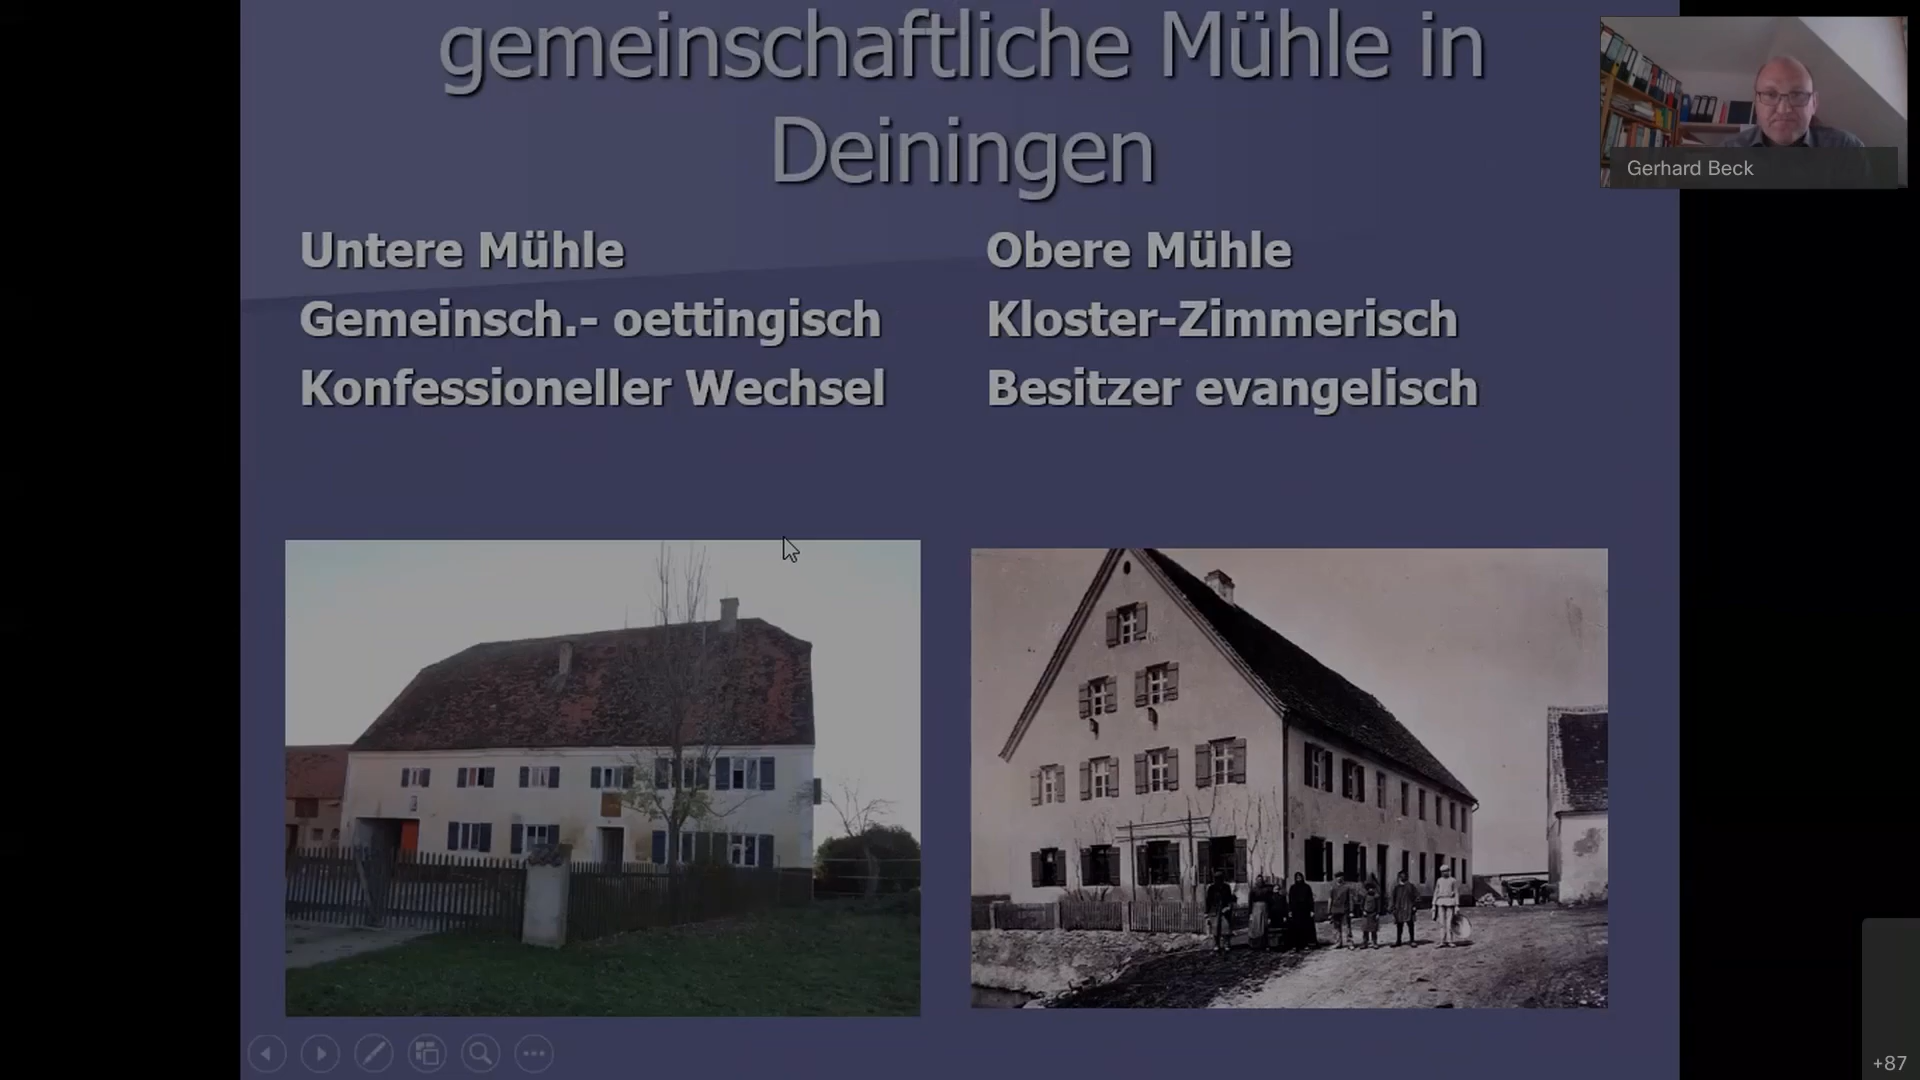 gemeinschaftliche Mühle in
Deiningen
Gerhard Beck
Untere Mühle
Gemeinsch.- oettingisch
Konfessioneller Wechsel
Obere Mühle
Kloster-Zimmerisch
Besitzer evangelisch
+87